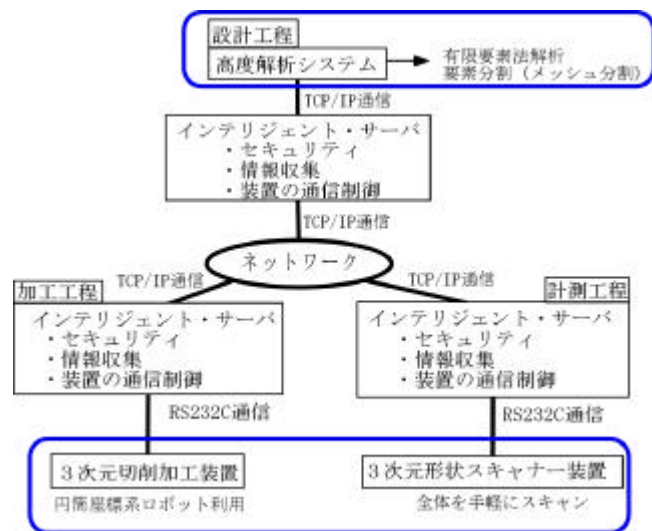 設計工程
高度解析システム
有限要素法解析
要素分割（メッシュ分割）
TCP/IP通信
インテリジェント・サーバ
・セキュリティ
・情報収集
・装置の通信制御
TCP/IP通信
ネットワーク
TCP/IP通信
TCP/IP通信
加工工程
インテリジェント・サーバ
・セキュリティ
・情報収集
・装置の通信制御
RS232C通信
３次元切削加工装置
円筒座標系ロボット利用
計測工程
インテリジェント・サーバ
・セキュリティ
・情報収集
・装置の通信制御
RS232C通信
３次元形状スキャナー装置
全体を手軽にスキャン